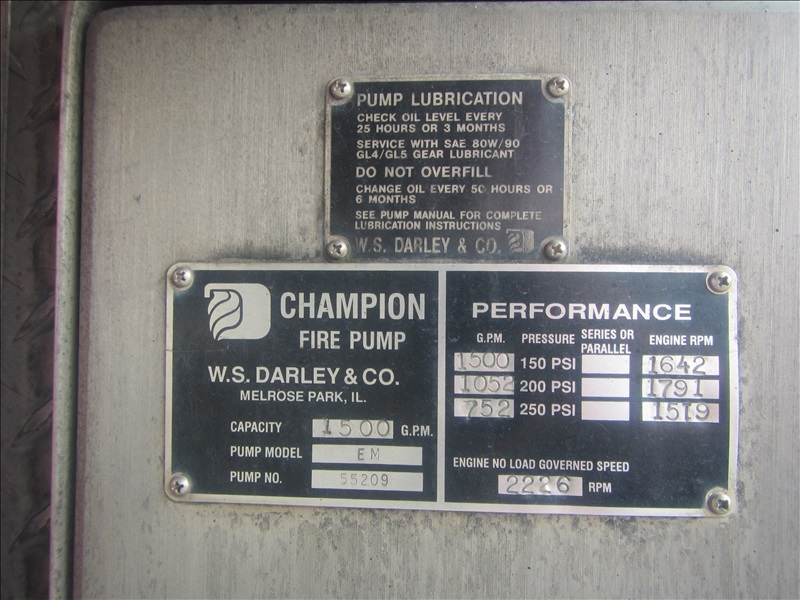 PUMP LUBRICATION
CHECK OIL LEVEL EVERY
25 HOURS OR 3 MONTHS
SERVICE WITH SAE 80W/90
GL4/GL5 GEAR LUBRICANT
DO NOT OVERFILL
CHANGE OIL EVERY 50 HOURS OR
6 MONTHS
SEE PUMP MANUAL FOR COMPLETE
LUBRICATION INSTRUCTIONS
W.S. DARLEY & CO.
CHAMPION
FIRE PUMP
W.S. DARLEY & CO.
MELROSE PARK, IL.
CAPACITY 1500 G.P.M.
PUMP MODEL EM
PUMP NO. 55209
PERFORMANCE
G.P.M. PRESSURE SERIES OR PARALLEL ENGINE RPM
1500 150 PSI 1642
1052 200 PSI 1791
752 250 PSI 1519
ENGINE NO LOAD GOVERNED SPEED
2226 RPM